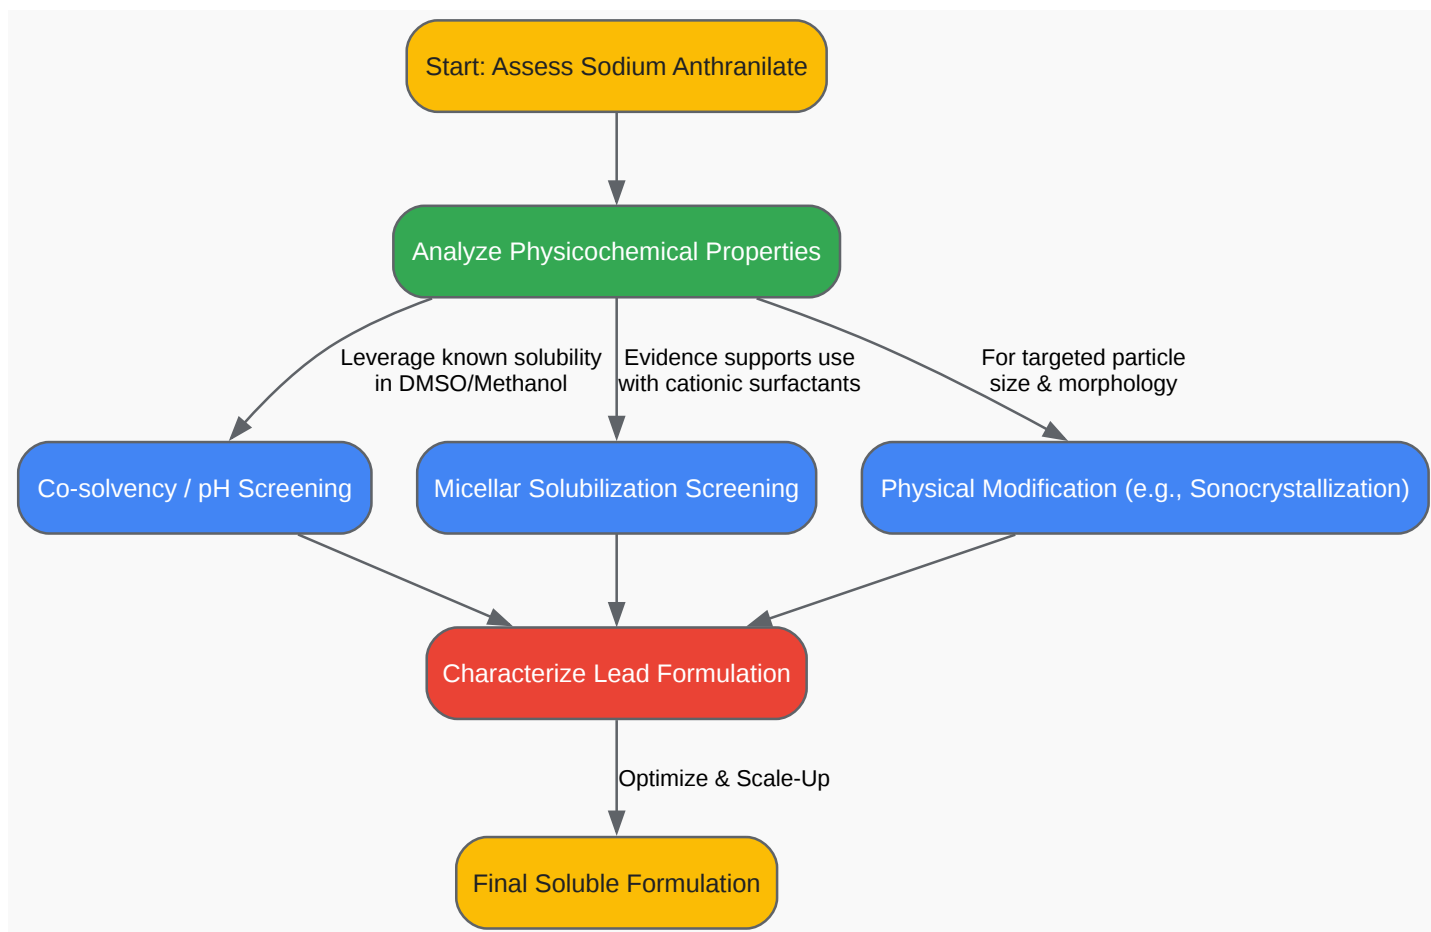 Start: Assess Sodium Anthranilate
Analyze Physicochemical Properties
Leverage known solubility
in DMSO/Methanol
Evidence supports use
with cationic surfactants
For targeted particle
size & morphology
Co-solvency / pH Screening
Micellar Solubilization Screening
Physical Modification (e.g., Sonocrystallization)
Characterize Lead Formulation
Optimize & Scale-Up
Final Soluble Formulation